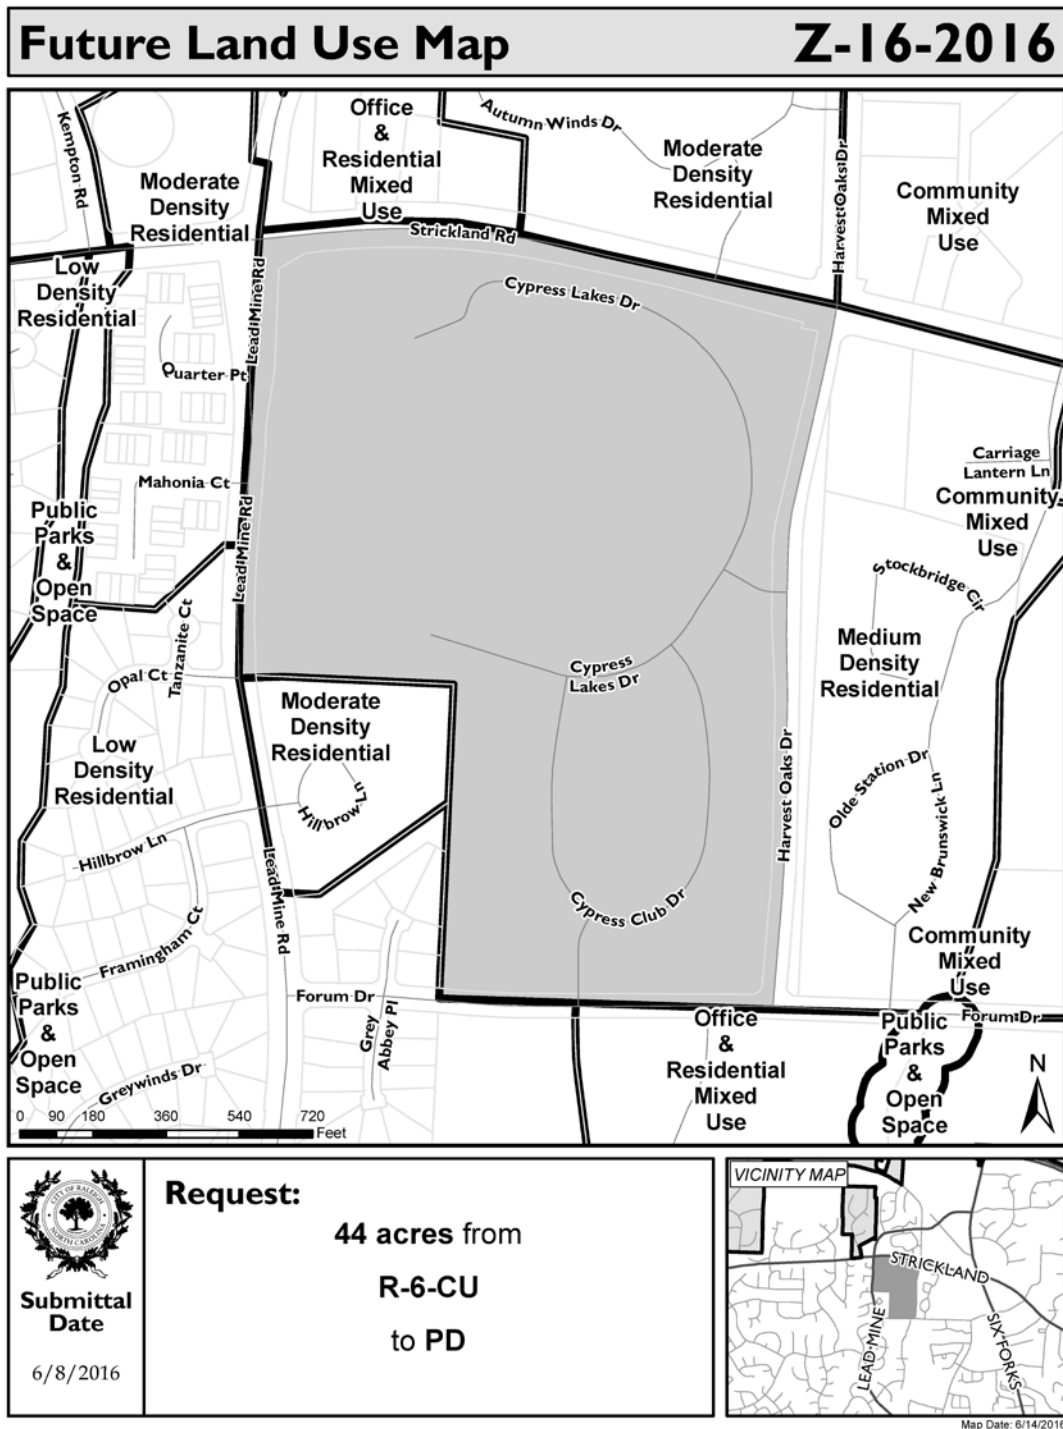 Future Land Use Map
Z-16-2016
Kempton Rd
Office
&
Residential
Mixed
Use
Autumn Winds Dr
Moderate
Density
Residential
Harvest Oaks Dr
Community
Mixed
Use
Moderate
Density
Residential
Strickland Rd
Low
Density
Residential
Lead Mine Rd
Cypress Lakes Dr
Quarter Pt
Mahonia Ct
Lead Mine Rd
Carriage
Lantern Ln
Community
Mixed
Use
Public
Parks
&
Open
Space
Stockbridge Cir
Tanzanite Ct
Opal Ct
Cypress
Lakes Dr
Medium
Density
Residential
Moderate
Density
Residential
Low
Density
Residential
Hillbrow Ln
Harvest Oaks Dr
Olde Station Dr
New Brunswick Ln
Hillbrow Ln
Lead Mine Rd
Cypress Club Dr
Framingham Ct
Community
Mixed
Use
Public
Parks
&
Open
Space
Forum Dr
Grey
Abbey Pl
Office
&
Residential
Mixed
Use
Public
Parks
&
Open
Space
Forum Dr
Greywinds Dr
N
0 90 180 360 540 720
Feet
CITY OF RALEIGH
NORTH CAROLINA
Submittal
Date
6/8/2016
Request:
44 acres from
R-6-CU
to PD
VICINITY MAP
STRICKLAND
LEAD MINE
SIX FORKS
Map Date: 6/14/2016